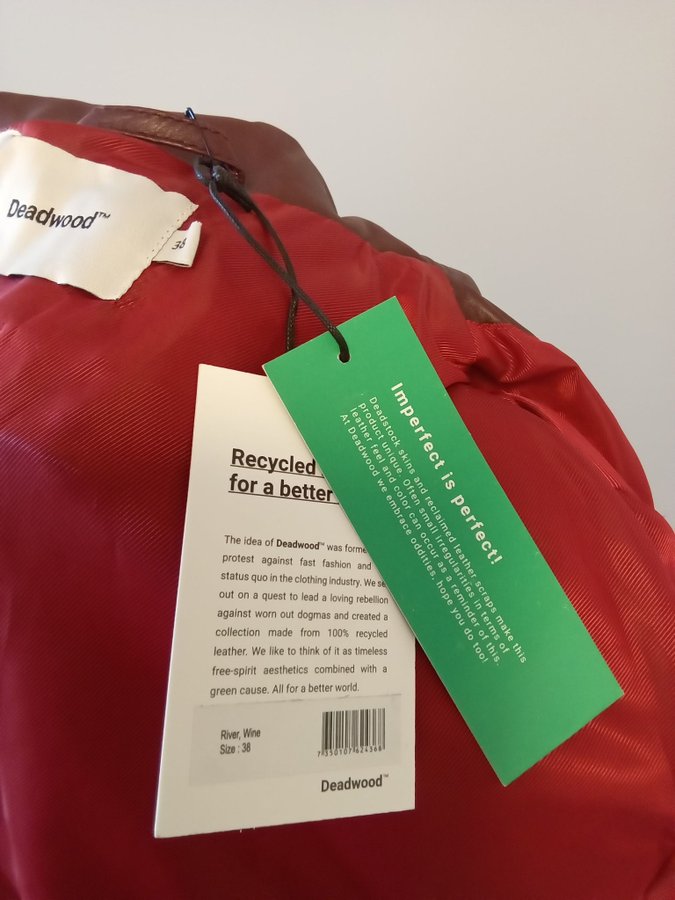 Deadwood™
38
Recycled
for a better
The idea of Deadwood™ was forme
protest against fast fashion and
status quo in the clothing industry. We se
out on a quest to lead a loving rebellion
against worn out dogmas and created a
collection made from 100% recycled
leather. We like to think of it as timeless
free-spirit aesthetics combined with a
green cause. All for a better world.
River, Wine
Size : 38
7350107624368
Deadwood™
Imperfect is perfect!
Deadstock skins and reclaimed leather scraps make this
product unique. Often small irregularities in terms of
leather feel and color can occur as a reminder of this.
At Deadwood we embrace oddities, hope you do too!